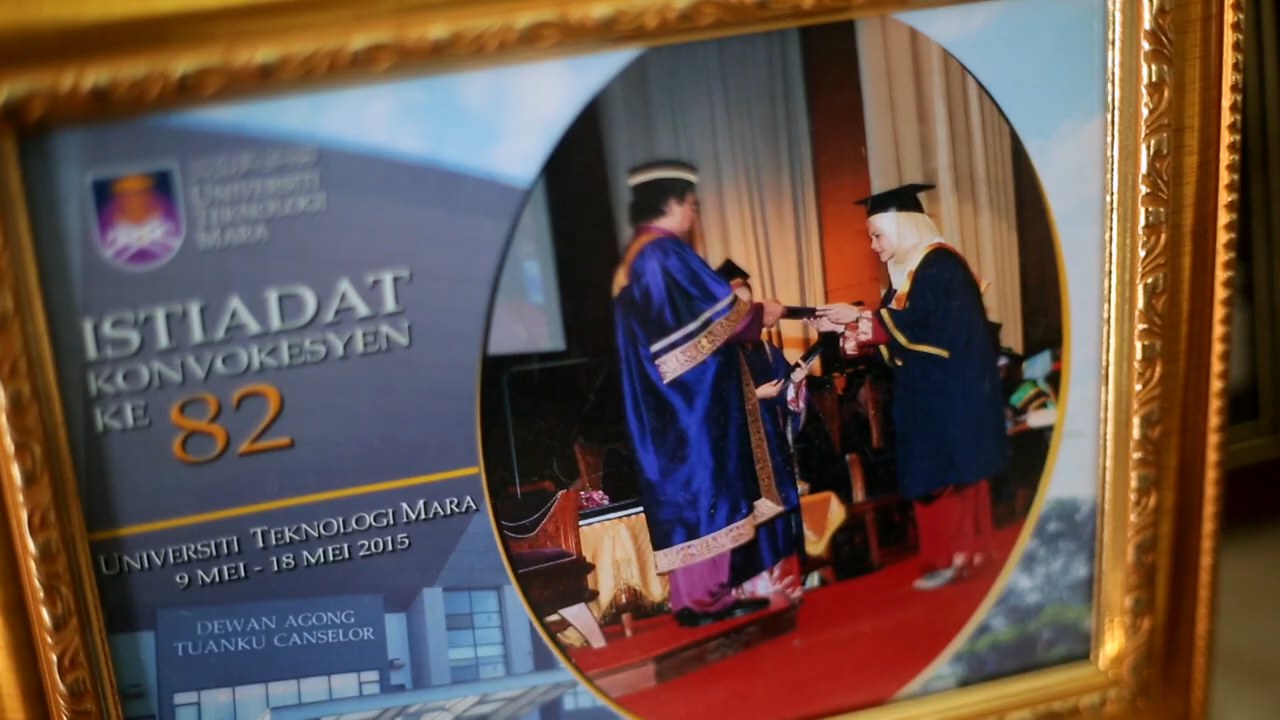 UNIVERSITI
TEKNOLOGI
MARA
ISTIADAT
KONVOKESYEN
KE 82
UNIVERSITI TEKNOLOGI MARA
9 MEI - 18 MEI 2015
DEWAN AGONG
TUANKU CANSELOR